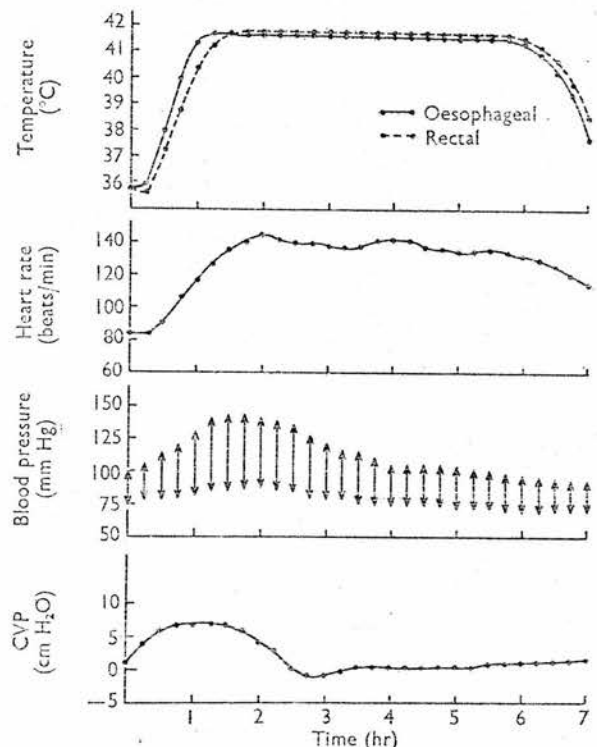 42
41
40
39
38
37
36
Temperature
(°C)
Oesophageal
Rectal
140
120
100
80
60
Heart rate
(beats/min)
150
125
100
75
50
Blood pressure
(mm Hg)
10
5
0
−5
CVP
(cm H₂O)
1 2 3 4 5 6 7
Time (hr)